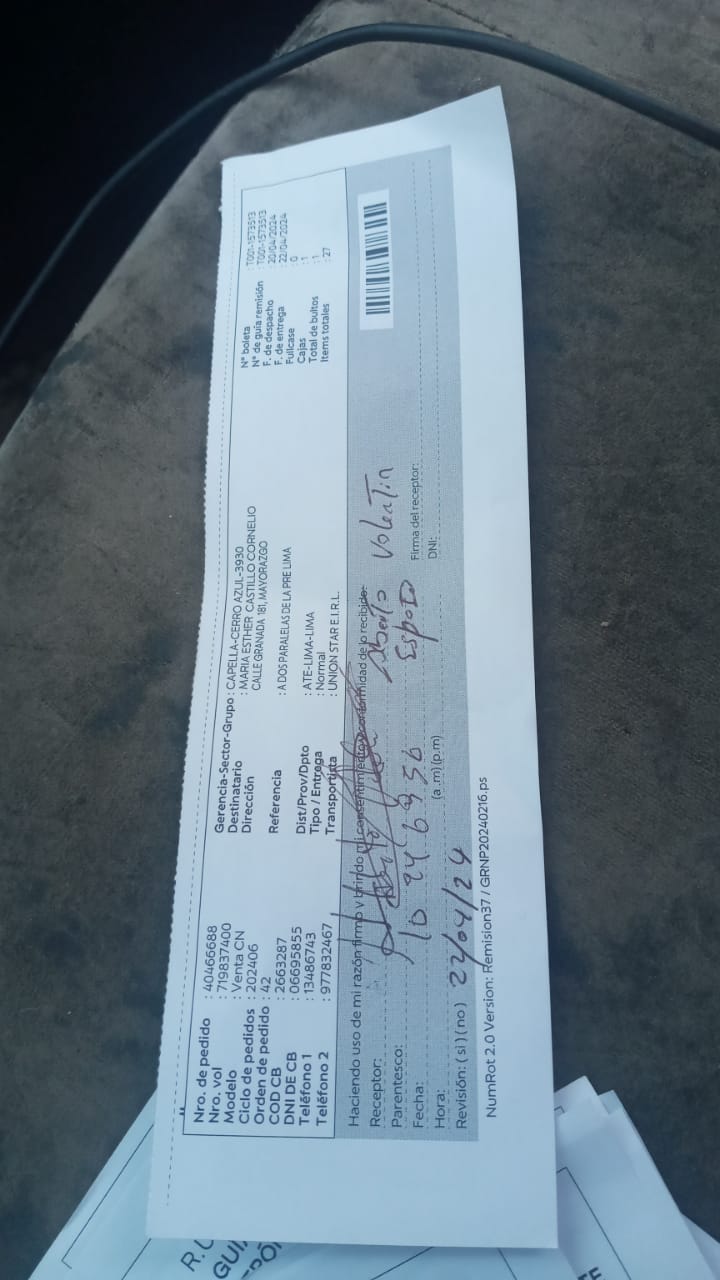 Nro. de pedido : 40466688
Nro. vol : 719837400
Modelo : Venta CN
Ciclo de pedidos : 202406
Orden de pedido : 42
COD CB : 2663287
DNI DE CB : 06695855
Teléfono 1 : 13486743
Teléfono 2 : 977832467
Gerencia-Sector-Grupo : CAPELLA-CERRO AZUL-3930
Destinatario : MARIA ESTHER CASTILLO CORNELIO
Dirección CALLE GRANADA 181, MAYORAZGO
Referencia : A DOS PARALELAS DE LA PRE LIMA
Dist/Prov/Dpto : ATE-LIMA-LIMA
Tipo / Entrega : Normal
Transportista : UNION STAR E.I.R.L.
N° boleta : T001-1573513
N° de guía remisión : T001-1573513
F. de despacho : 20/04/2024
F. de entrega : 22/04/2024
Fullcase : 0
Cajas : 1
Total de bultos : 1
Items totales : 27
Haciendo uso de mi razón firmo y brindo mi consentimiento de conformidad de lo recibido:
Receptor: Valentin
Parentesco: Esposo
Firma del receptor:
Fecha:
DNI:
Hora: (a .m) (p.m)
Revisión: ( si ) ( no ) 22/04/24
NumRot 2.0 Version: Remision37 / GRNP20240216.ps
GUI